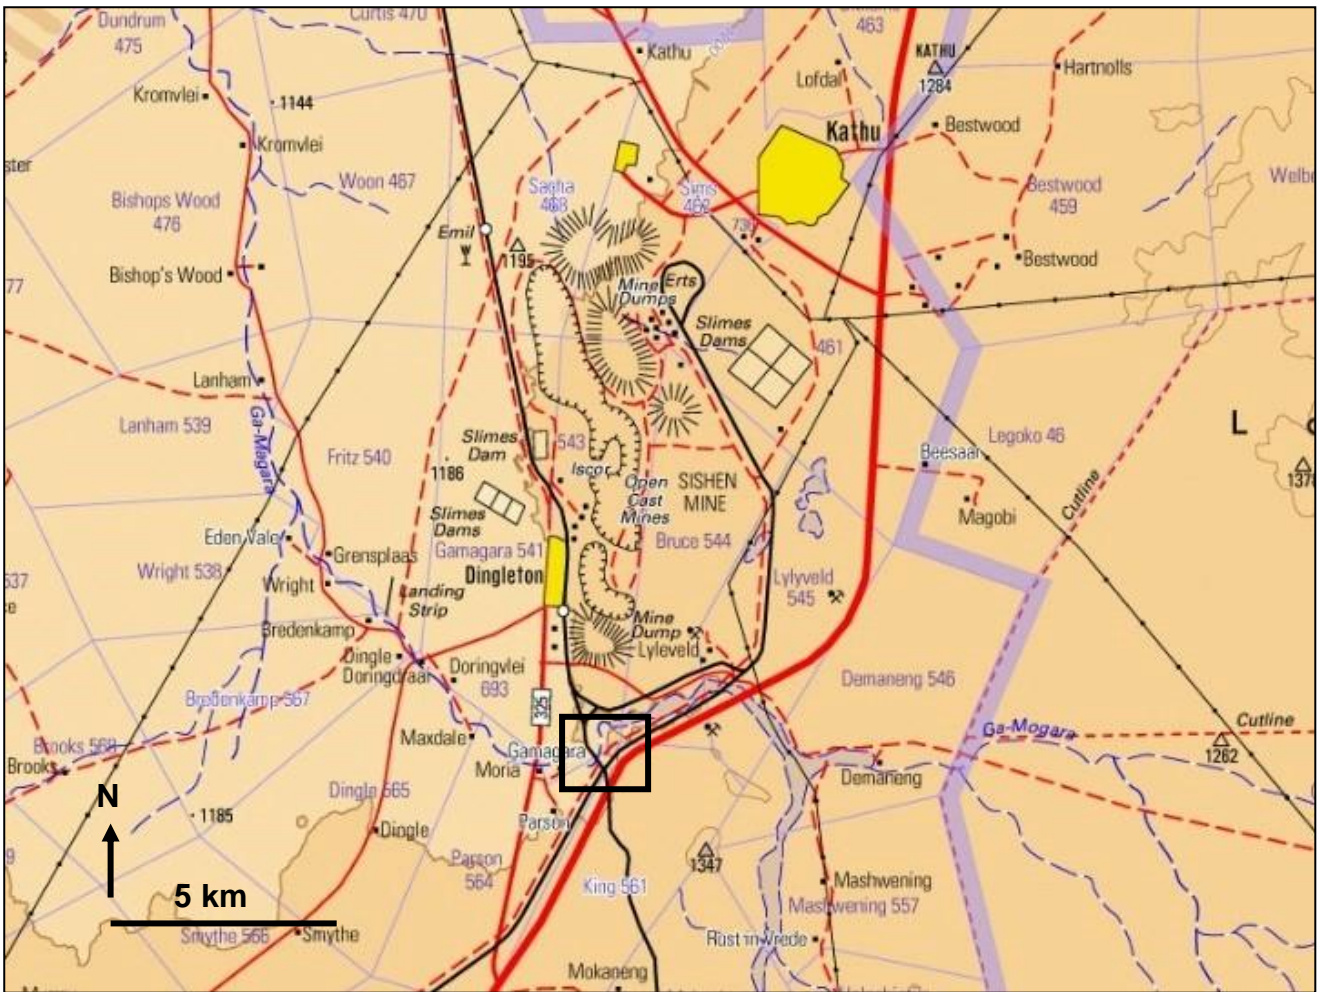 Dundrum
475
Curtis 470
Kathu
1200
463
KATHU
1284
Lofdal
Hartnolls
Kromvlei
1144
Kathu
Bestwood
Kromvlei
Woon 467
Sacha
468
Sims
462
Bestwood
459
Bishops Wood
476
Emil
1195
Bestwood
77
Bishop's Wood
Mine
Dumps
Erts
Slimes
Dams
461
Lanham
Lanham 539
Ga-Magara
Fritz 540
Slimes
Dam
543
Legoko 46
L
1186
Iscor
Open
Cast
Mines
SISHEN
MINE
Beesaar
Cutline
Magobi
Slimes
Dams
Eden Vale
Grensplaas
Gamagara 541
Bruce 544
537
Wright 538
Wright
Dingleton
Lylyveld
545
Landing
Strip
Bredenkamp
Mine
Dump
Lyleveld
Dingle
Doringdraai
Doringvlei
693
Demaneng 546
Bredenkamp 567
325
Brooks 568
Brooks
Maxdale
Gamagara
Moria
Ga-Mogara
Cutline
1262
Demaneng
N
1185
Dingle 565
Dingle
Parson
Parson
564
1347
5 km
King 561
Mashwening
Mashwening 557
Smythe 566
Smythe
Rust in Vrede
Mokaneng